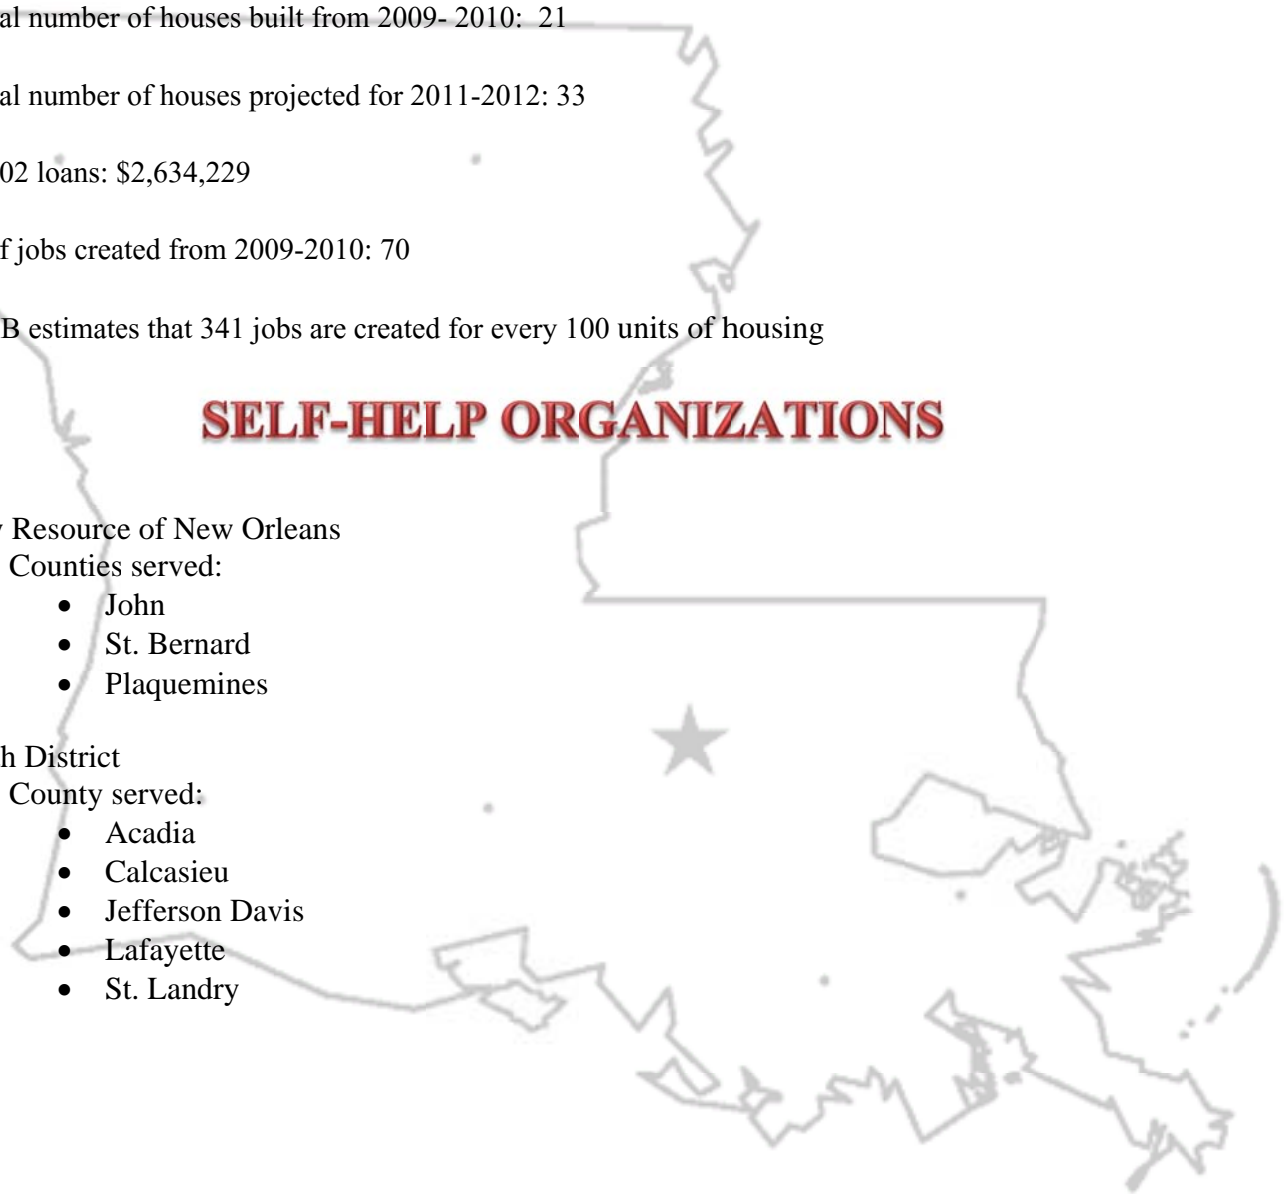 al number of houses built from 2009- 2010:  21
al number of houses projected for 2011-2012: 33
02 loans: $2,634,229
f jobs created from 2009-2010: 70
B estimates that 341 jobs are created for every 100 units of housing
SELF-HELP ORGANIZATIONS
y Resource of New Orleans
Counties served:
• John
• St. Bernard
• Plaquemines
h District
County served:
• Acadia
• Calcasieu
• Jefferson Davis
• Lafayette
• St. Landry